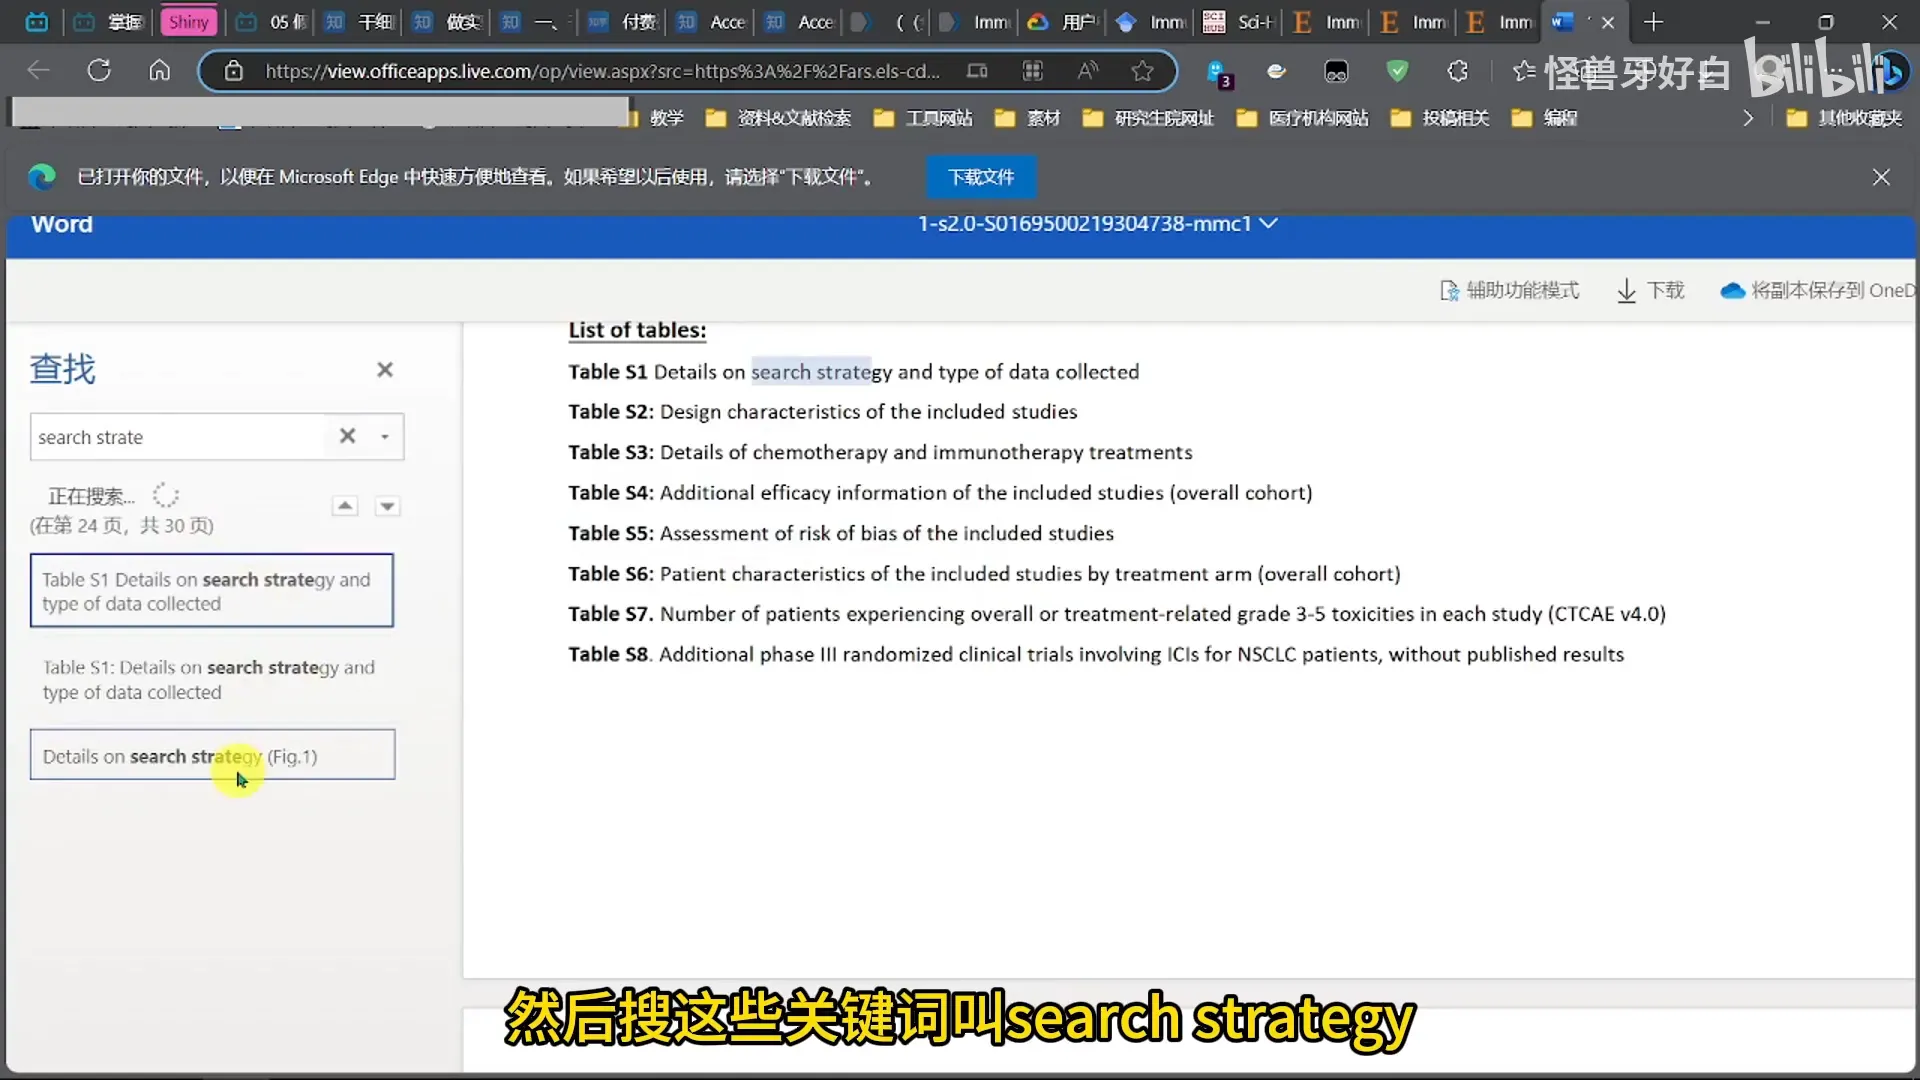 掌握
Shiny
05 倁
干细
做实
一、
付费
Acce
Acce
Imm
用户
Imm
Sci-H
Imm
Imm
Imm
https://view.officeapps.live.com/op/view.aspx?src=https%3A%2F%2Fars.els-cd...
3
怪兽牙好白 bilibili
教学
资料&文献检索
工具网站
素材
研究生院网址
医疗机构网站
投稿相关
编程
其他收藏夹
已打开你的文件，以便在 Microsoft Edge 中快速方便地查看。如果希望以后使用，请选择"下载文件"。
下载文件
Word
1-s2.0-S0169500219304738-mmc1
辅助功能模式
下载
将副本保存到 OneD
查找
search strate
正在搜索...
(在第 24 页，共 30 页)
Table S1 Details on search strategy and
type of data collected
Table S1: Details on search strategy and
type of data collected
Details on search strategy (Fig.1)
List of tables:
Table S1 Details on search strategy and type of data collected
Table S2: Design characteristics of the included studies
Table S3: Details of chemotherapy and immunotherapy treatments
Table S4: Additional efficacy information of the included studies (overall cohort)
Table S5: Assessment of risk of bias of the included studies
Table S6: Patient characteristics of the included studies by treatment arm (overall cohort)
Table S7. Number of patients experiencing overall or treatment-related grade 3-5 toxicities in each study (CTCAE v4.0)
Table S8. Additional phase III randomized clinical trials involving ICIs for NSCLC patients, without published results
然后搜这些关键词叫search strategy